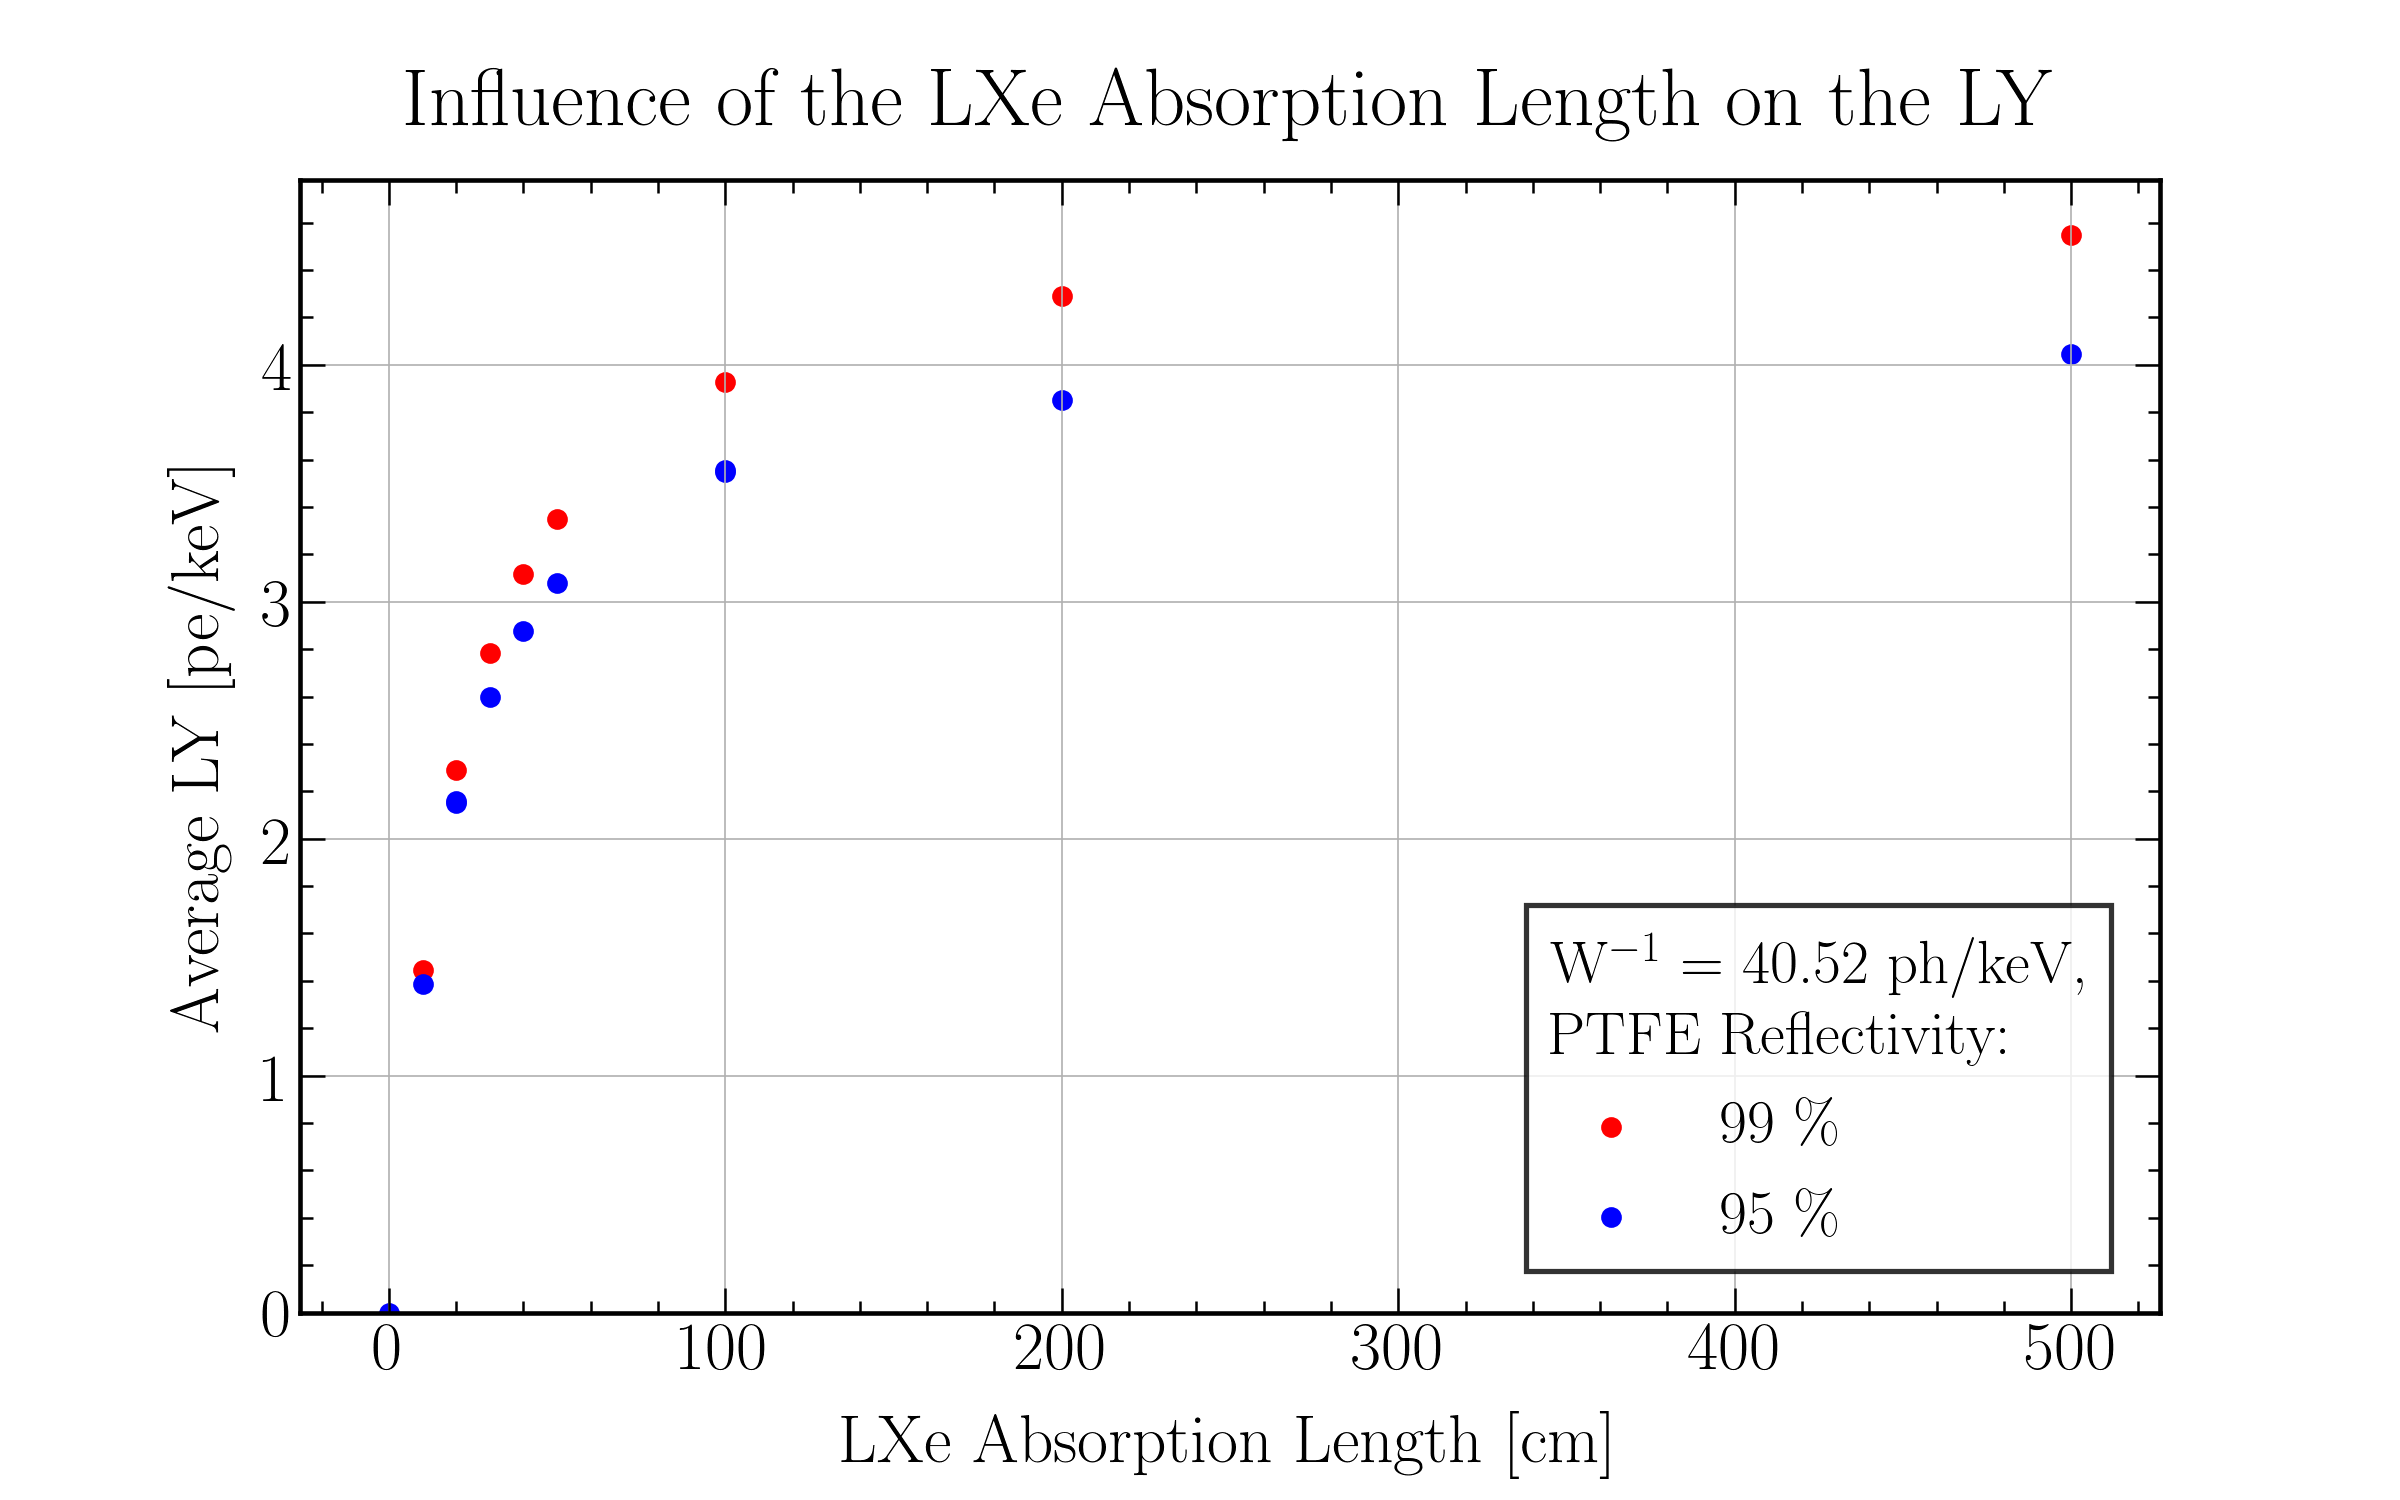 Influence of the LXe Absorption Length on the LY
Average LY [pe/keV]
4
3
2
1
0
W⁻¹ = 40.52 ph/keV,
PTFE Reflectivity:
99 %
95 %
0 100 200 300 400 500
LXe Absorption Length [cm]